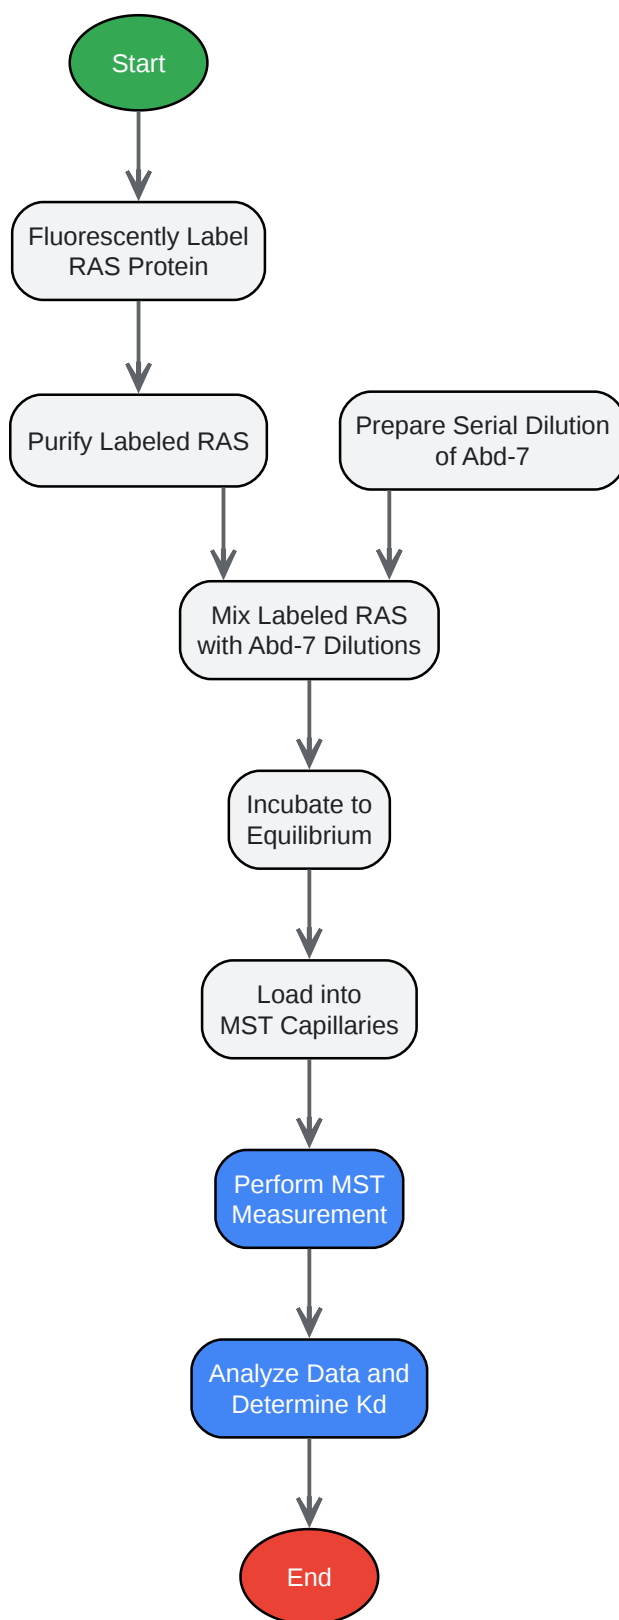 Start
Fluorescently Label
RAS Protein
Purify Labeled RAS
Prepare Serial Dilution
of Abd-7
Mix Labeled RAS
with Abd-7 Dilutions
Incubate to
Equilibrium
Load into
MST Capillaries
Perform MST
Measurement
Analyze Data and
Determine Kd
End